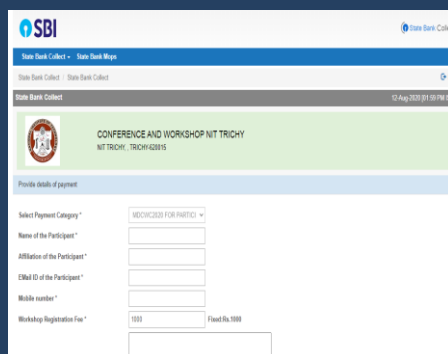 SBI
State Bank Colle
State Bank Collect State Bank Mops
State Bank Collect / State Bank Collect
State Bank Collect 12-Aug-2020 [01:59 PM
CONFERENCE AND WORKSHOP NIT TRICHY
NIT TRICHY, , TRICHY-620015
Provide details of payment
Select Payment Category * MDCWC2020 FOR PARTICI
Name of the Participant *
Affiliation of the Participant *
EMail ID of the Participant *
Mobile number *
Workshop Registration Fee * 1000 Fixed:Rs.1000